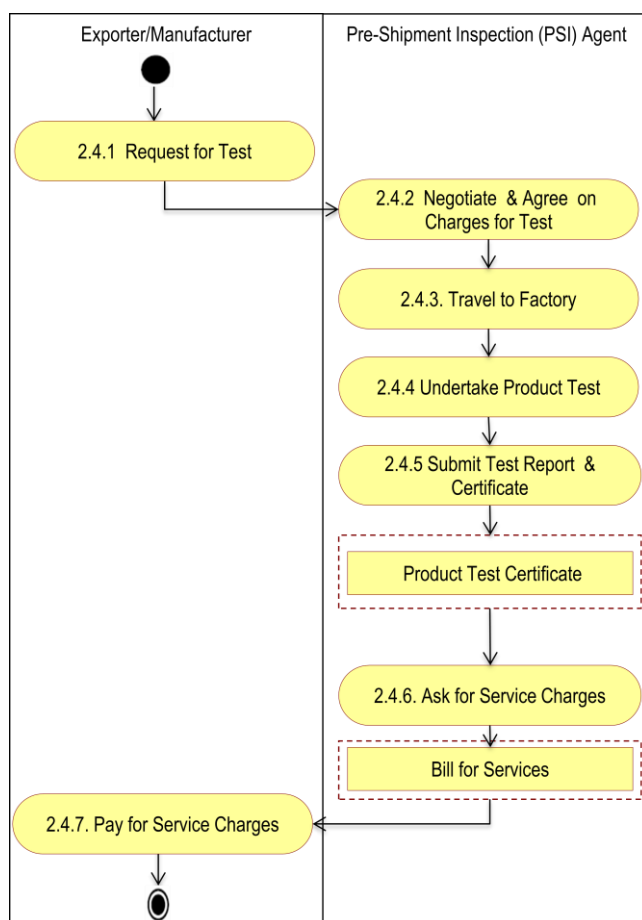 Exporter/Manufacturer
Pre-Shipment Inspection (PSI) Agent
2.4.1 Request for Test
2.4.2 Negotiate & Agree on
Charges for Test
2.4.3. Travel to Factory
2.4.4 Undertake Product Test
2.4.5 Submit Test Report &
Certificate
Product Test Certificate
2.4.6. Ask for Service Charges
Bill for Services
2.4.7. Pay for Service Charges